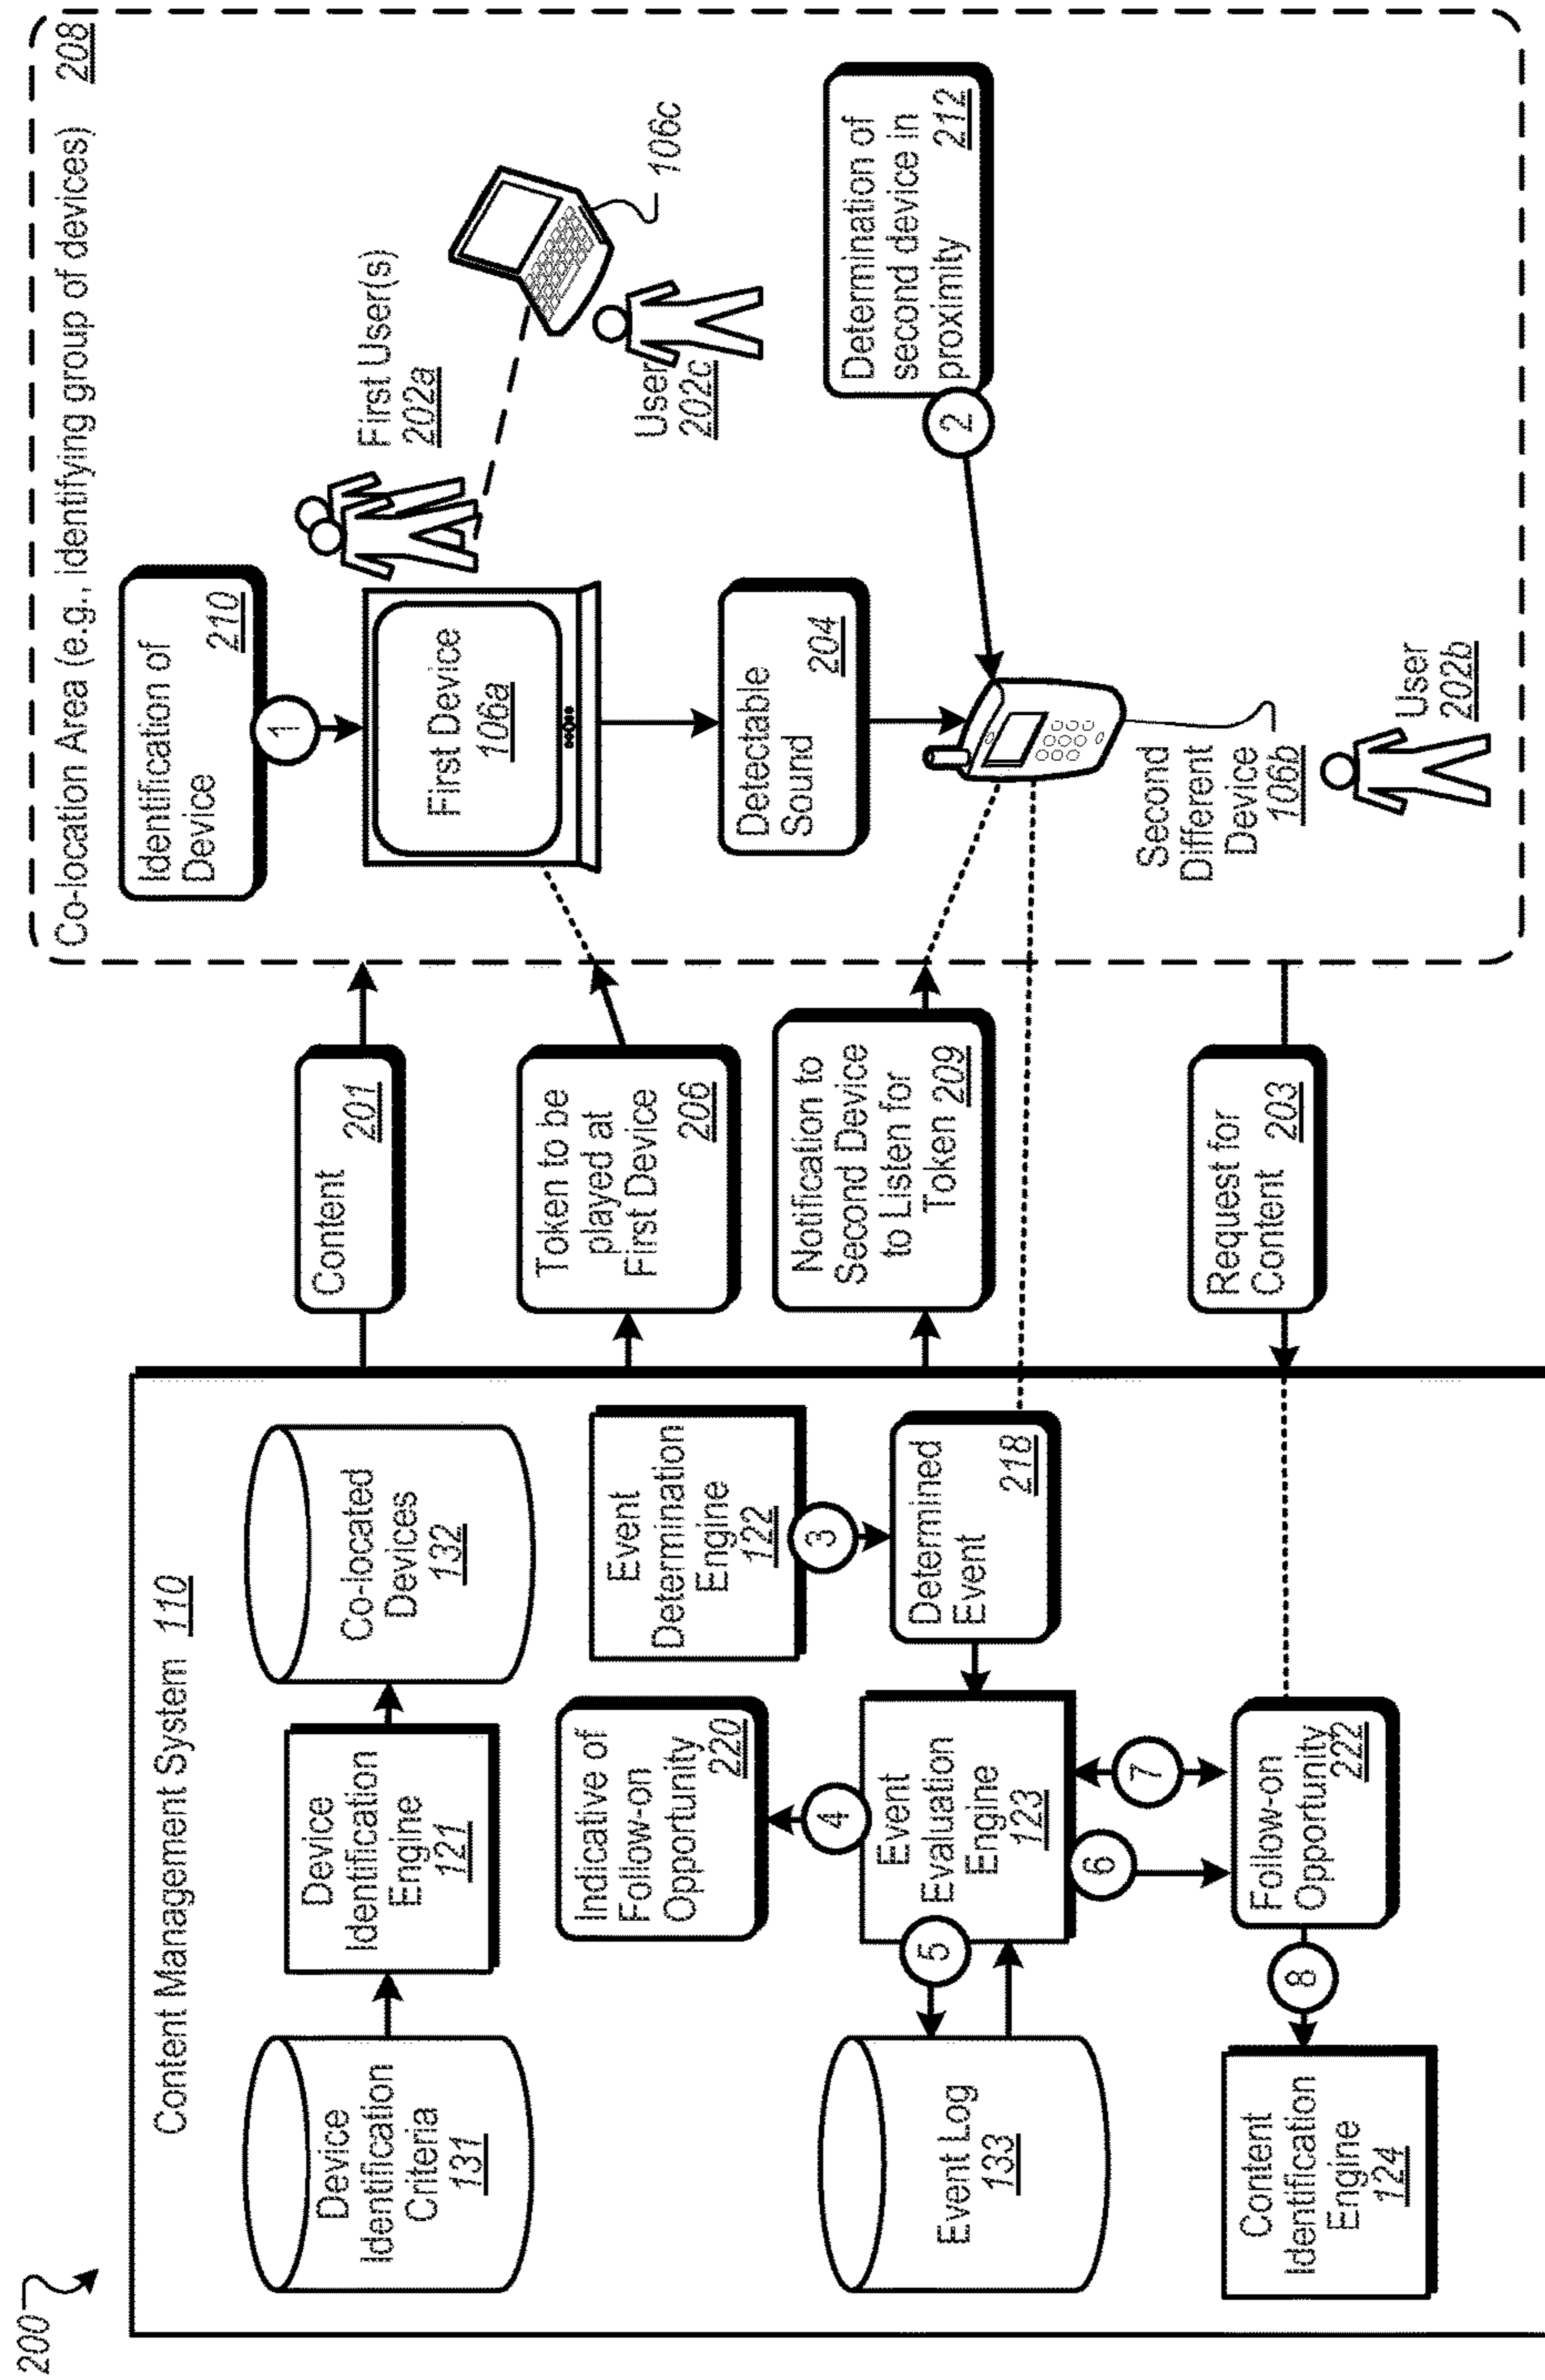 200
Content Management System 110
Device
Identification
Criteria
131
Device
Identification
Engine
121
Co-located
Devices
132
Event
Determination
Engine
122
3
Determined
Event
218
Indicative of
Follow-on
Opportunity
220
4
Event
Evaluation
Engine
123
5
6
7
Event Log
133
Follow-on
Opportunity
222
8
Content
Identification
Engine
124
Content
201
Token to be
played at
First Device
206
Notification to
Second Device
to Listen for
Token 209
Request for
Content 203
Co-location Area (e.g., identifying group of devices) 208
Identification of
Device
210
1
First Device
106a
First User(s)
202a
106c
User
202c
Detectable
Sound
204
Determination of
second device in
proximity
212
2
Second
Different
Device
106b
User
202b